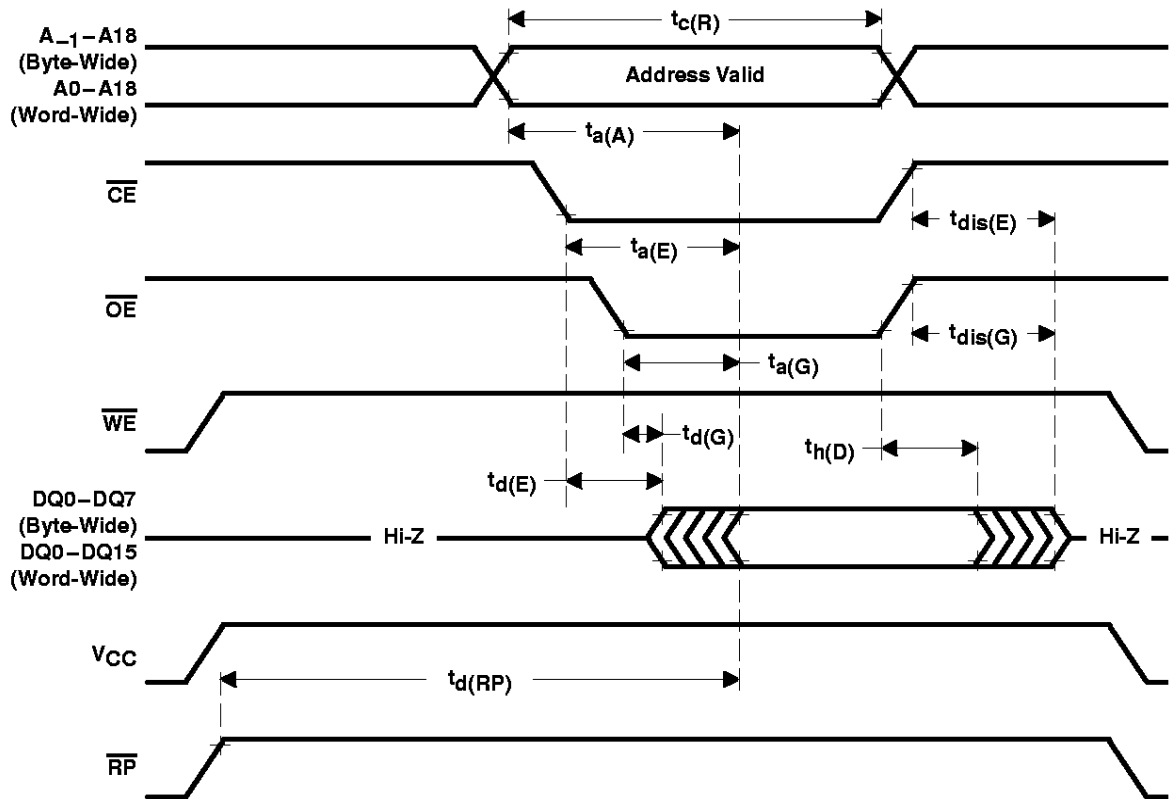 tc(R)
A–1–A18
(Byte-Wide)
A0–A18
(Word-Wide)
Address Valid
ta(A)
CE
tdis(E)
ta(E)
OE
tdis(G)
ta(G)
WE
td(G)
th(D)
td(E)
DQ0–DQ7
(Byte-Wide)
DQ0–DQ15
(Word-Wide)
Hi-Z
Hi-Z
VCC
td(RP)
RP